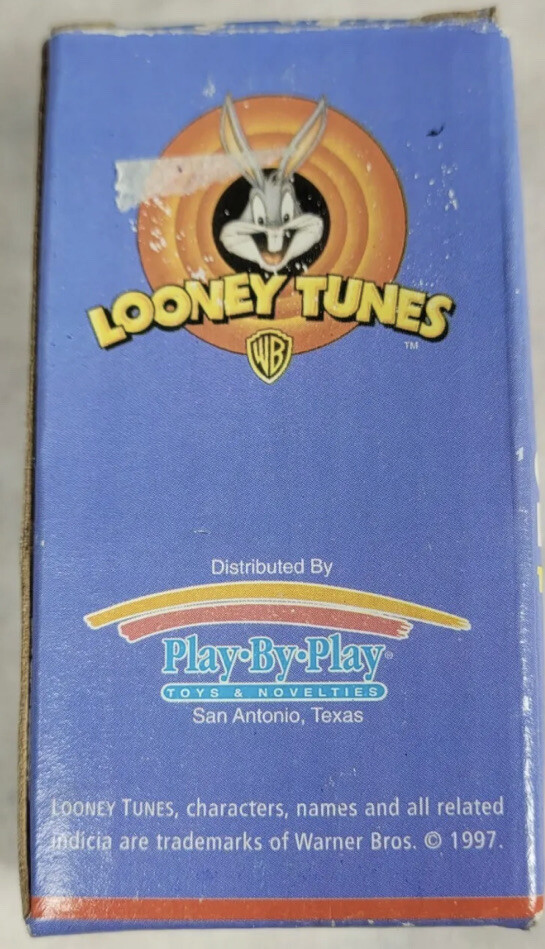 LOONEY TUNES
WB
TM
Distributed By
Play·By·Play®
TOYS & NOVELTIES
San Antonio, Texas
LOONEY TUNES, characters, names and all related
indicia are trademarks of Warner Bros. © 1997.